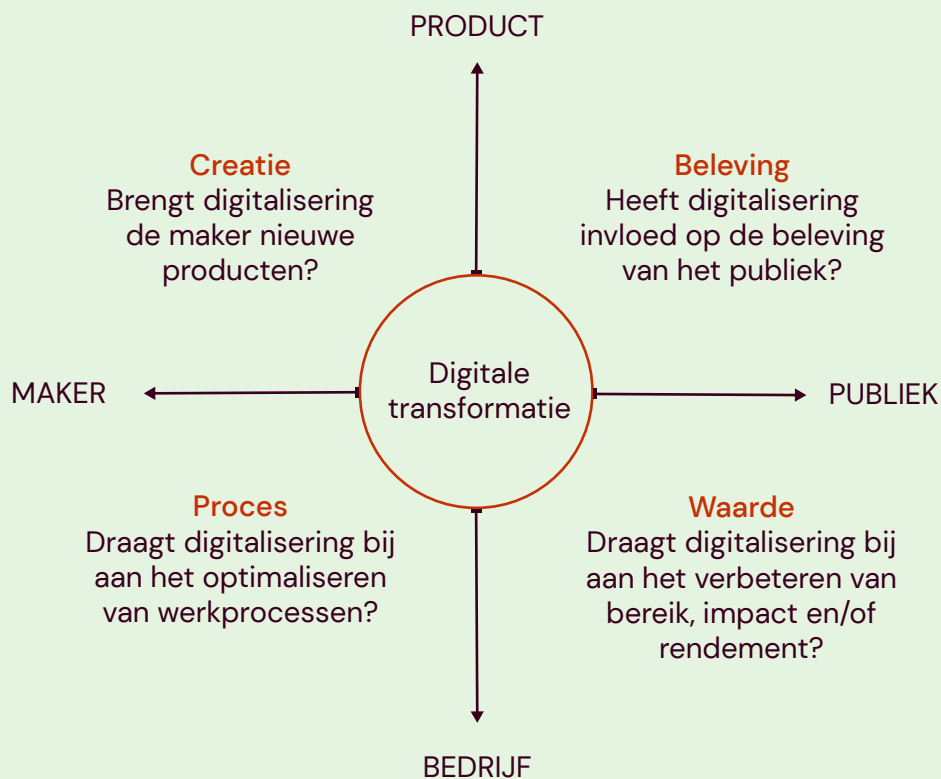 PRODUCT
Creatie
Brengt digitalisering
de maker nieuwe
producten?
Beleving
Heeft digitalisering
invloed op de beleving
van het publiek?
MAKER
Digitale
transformatie
PUBLIEK
Proces
Draagt digitalisering bij
aan het optimaliseren
van werkprocessen?
Waarde
Draagt digitalisering bij
aan het verbeteren van
bereik, impact en/of
rendement?
BEDRIJF